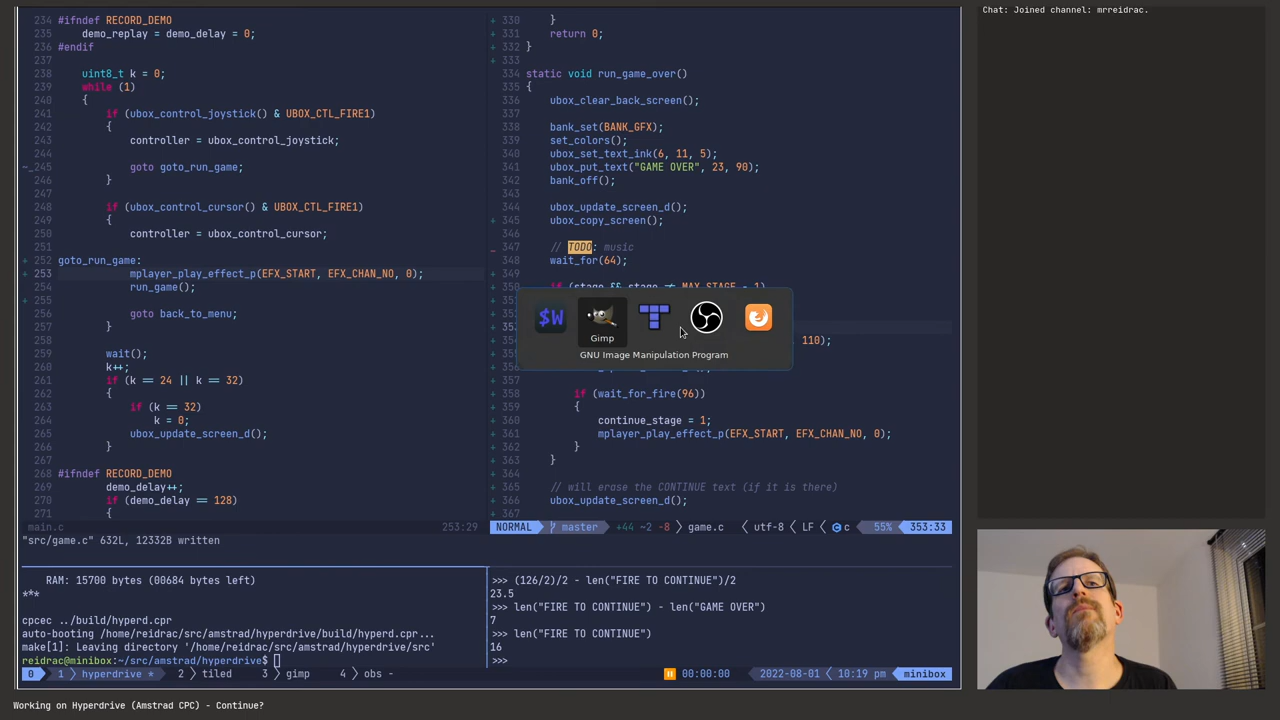 Chat: Joined channel: mrreidrac.
234 #ifndef RECORD_DEMO
235 demo_replay = demo_delay = 0;
236 #endif
237
238 uint8_t k = 0;
239 while (1)
240 {
241 if (ubox_control_joystick() & UBOX_CTL_FIRE1)
242 {
243 controller = ubox_control_joystick;
244
~_245 goto goto_run_game;
246 }
247
248 if (ubox_control_cursor() & UBOX_CTL_FIRE1)
249 {
250 controller = ubox_control_cursor;
251
+ 252 goto_run_game:
+ 253 mplayer_play_effect_p(EFX_START, EFX_CHAN_NO, 0);
254 run_game();
+ 255
256 goto back_to_menu;
257 }
258
259 wait();
260 k++;
261 if (k == 24 || k == 32)
262 {
263 if (k == 32)
264 k = 0;
265 ubox_update_screen_d();
266 }
267
268 #ifndef RECORD_DEMO
269 demo_delay++;
270 if (demo_delay == 128)
271 {
main.c 253:29
+ 330 }
+ 331 return 0;
+ 332 }
+ 333
334 static void run_game_over()
335 {
336 ubox_clear_back_screen();
337
338 bank_set(BANK_GFX);
339 set_colors();
340 ubox_set_text_ink(6, 11, 5);
341 ubox_put_text("GAME OVER", 23, 90);
342 bank_off();
343
344 ubox_update_screen_d();
+ 345 ubox_copy_screen();
346
_ 347 // TODO: music
348 wait_for(64);
+ 349
+ 350 if (stage && stage ≠ MAX_STAGE - 1)
110);
+ 357
+ 358 if (wait_for_fire(96))
+ 359 {
+ 360 continue_stage = 1;
+ 361 mplayer_play_effect_p(EFX_START, EFX_CHAN_NO, 0);
+ 362 }
+ 363 }
+ 364
+ 365 // will erase the CONTINUE text (if it is there)
+ 366 ubox_update_screen_d();
367
$W
Gimp
GNU Image Manipulation Program
NORMAL master +44 ~2 -8 game.c utf-8 LF c 55% 353:33
"src/game.c" 632L, 12332B written
RAM: 15700 bytes (00684 bytes left)
***
cpcec ../build/hyperd.cpr
auto-booting /home/reidrac/src/amstrad/hyperdrive/build/hyperd.cpr...
make[1]: Leaving directory '/home/reidrac/src/amstrad/hyperdrive/src'
reidrac@minibox:~/src/amstrad/hyperdrive$
>>> (126/2)/2 - len("FIRE TO CONTINUE")/2
23.5
>>> len("FIRE TO CONTINUE") - len("GAME OVER")
7
>>> len("FIRE TO CONTINUE")
16
>>>
0 1 hyperdrive * 2 tiled 3 gimp 4 obs - 00:00:00 2022-08-01 10:19 pm minibox
Working on Hyperdrive (Amstrad CPC) - Continue?